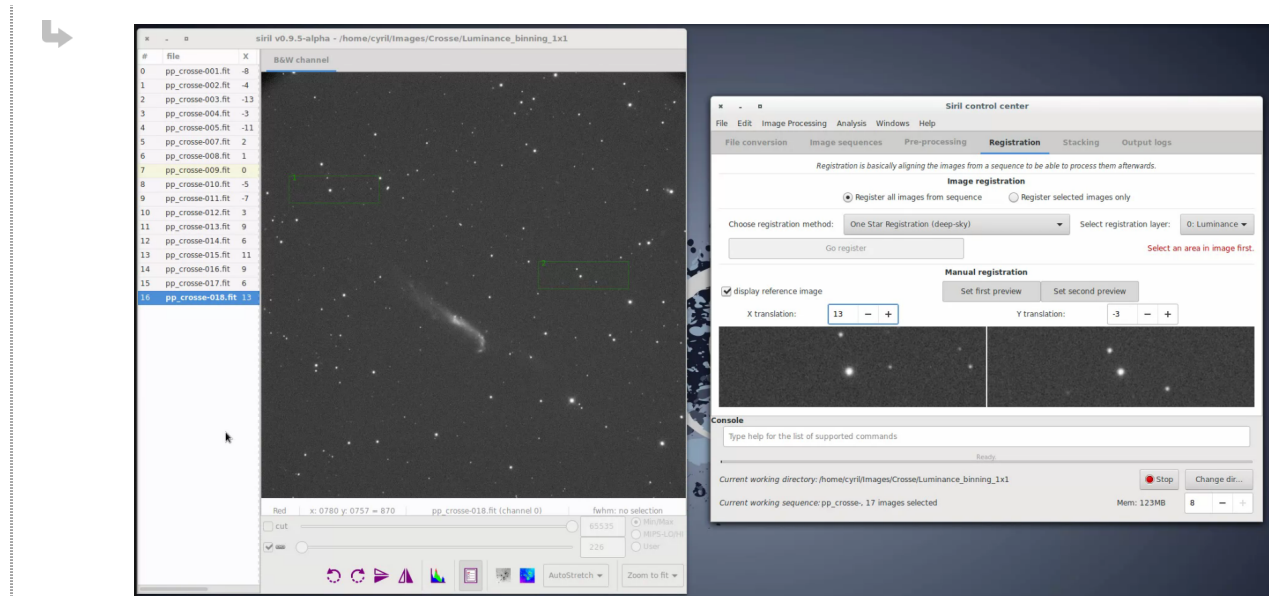 siril v0.9.5-alpha - /home/cyril/Images/Crosse/Luminance_binning_1x1
# file X
0 pp_crosse-001.fit -8
1 pp_crosse-002.fit -4
2 pp_crosse-003.fit -13
3 pp_crosse-004.fit -3
4 pp_crosse-005.fit -11
5 pp_crosse-007.fit 2
6 pp_crosse-008.fit 1
7 pp_crosse-009.fit 0
8 pp_crosse-010.fit -5
9 pp_crosse-011.fit -7
10 pp_crosse-012.fit 3
11 pp_crosse-013.fit 9
12 pp_crosse-014.fit 6
13 pp_crosse-015.fit 11
14 pp_crosse-016.fit 9
15 pp_crosse-017.fit 6
16 pp_crosse-018.fit 13
B&W channel
1
2
Red x: 0780 y: 0757 = 870 pp_crosse-018.fit (channel 0) fwhm: no selection
cut 65535 Min/Max
MIPS-LO/HI
226 User
AutoStretch Zoom to fit
Siril control center
File Edit Image Processing Analysis Windows Help
File conversion Image sequences Pre-processing Registration Stacking Output logs
Registration is basically aligning the images from a sequence to be able to process them afterwards.
Image registration
Register all images from sequence Register selected images only
Choose registration method: One Star Registration (deep-sky) Select registration layer: 0: Luminance
Go register Select an area in image first.
Manual registration
display reference image Set first preview Set second preview
X translation: 13 − + Y translation: -3 − +
Console
Type help for the list of supported commands
Ready.
Current working directory: /home/cyril/Images/Crosse/Luminance_binning_1x1 Stop Change dir...
Current working sequence: pp_crosse-, 17 images selected Mem: 123MB 8 − +